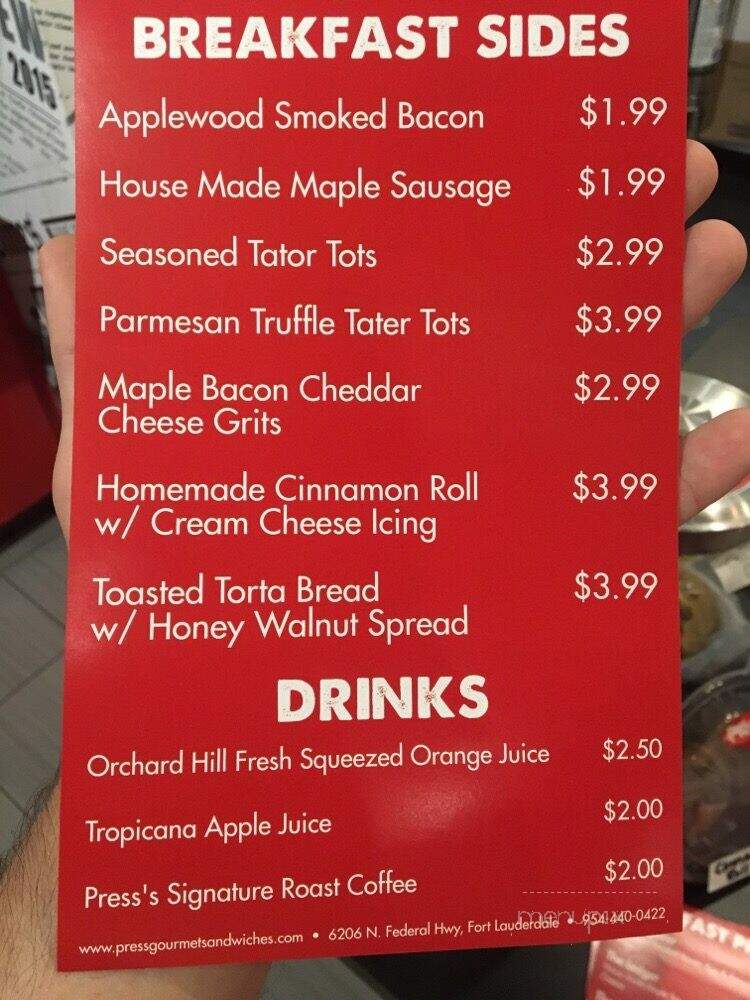 BREAKFAST SIDES
Applewood Smoked Bacon $1.99
House Made Maple Sausage $1.99
Seasoned Tator Tots $2.99
Parmesan Truffle Tater Tots $3.99
Maple Bacon Cheddar $2.99
Cheese Grits
Homemade Cinnamon Roll $3.99
w/ Cream Cheese Icing
Toasted Torta Bread $3.99
w/ Honey Walnut Spread
DRINKS
Orchard Hill Fresh Squeezed Orange Juice $2.50
Tropicana Apple Juice $2.00
Press's Signature Roast Coffee $2.00
www.pressgourmetsandwiches.com • 6206 N. Federal Hwy, Fort Lauderdale • 954-440-0422
2015